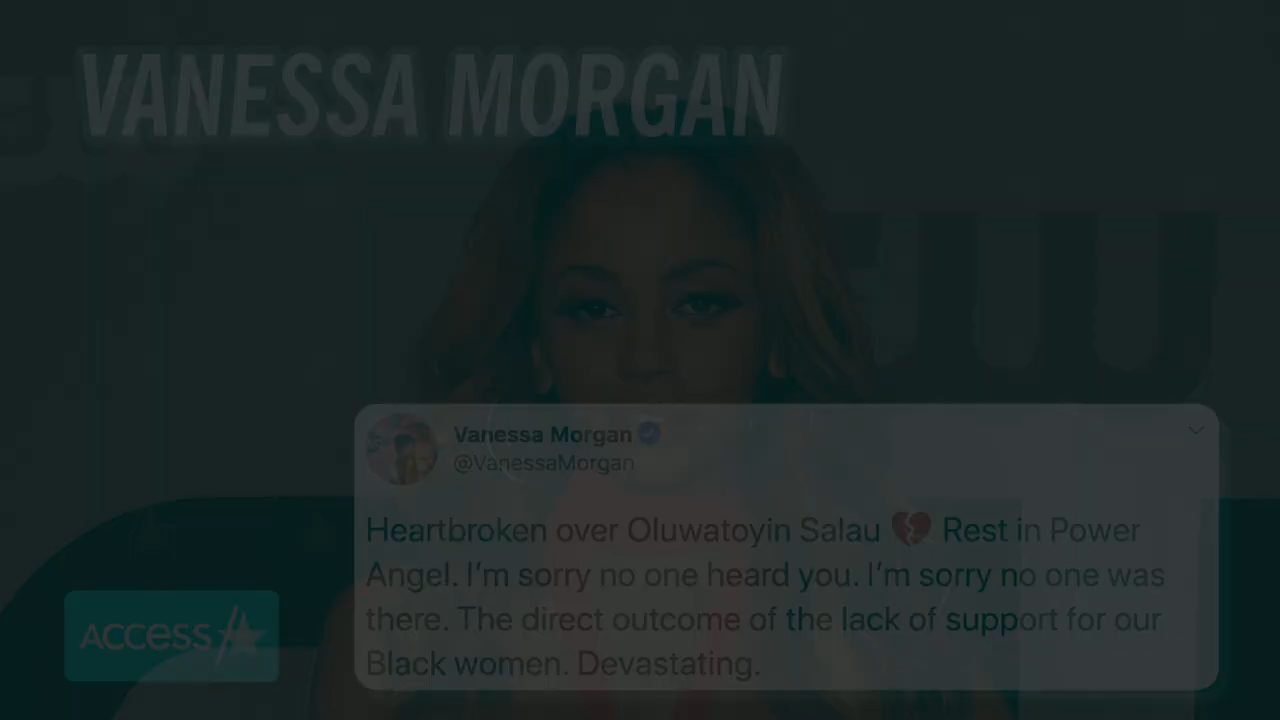 VANESSA MORGAN
Vanessa Morgan
@VanessaMorgan
Heartbroken over Oluwatoyin Salau 💔 Rest in Power
Angel. I'm sorry no one heard you. I'm sorry no one was
there. The direct outcome of the lack of support for our
Black women. Devastating.
ACCESS